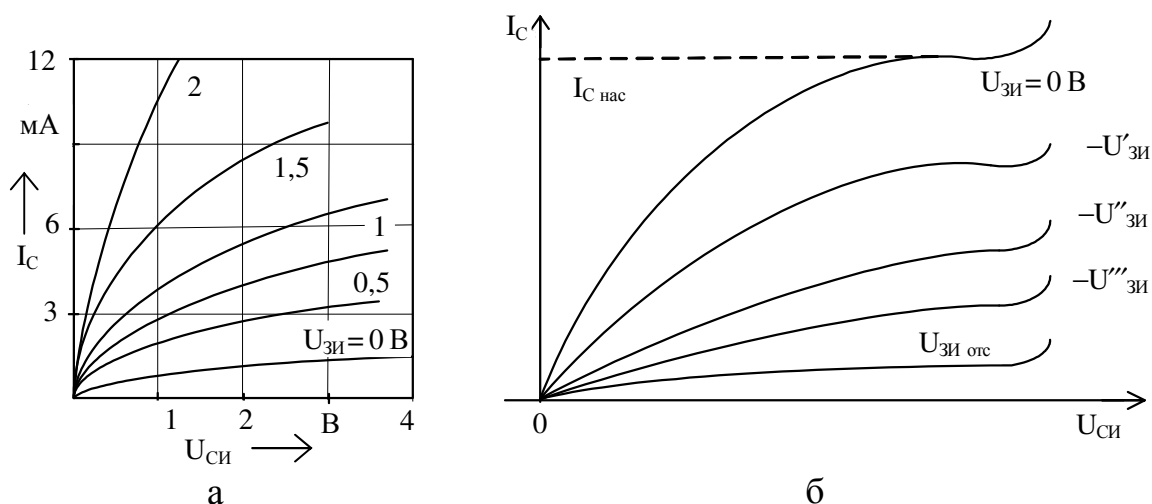 12
мА
I_С
6
3
2
1,5
1
0,5
U_ЗИ = 0 В
1 2 В 4
U_СИ
а
I_С
I_С нас
U_ЗИ = 0 В
−U′_ЗИ
−U″_ЗИ
−U‴_ЗИ
U_ЗИ отс
0
U_СИ
б